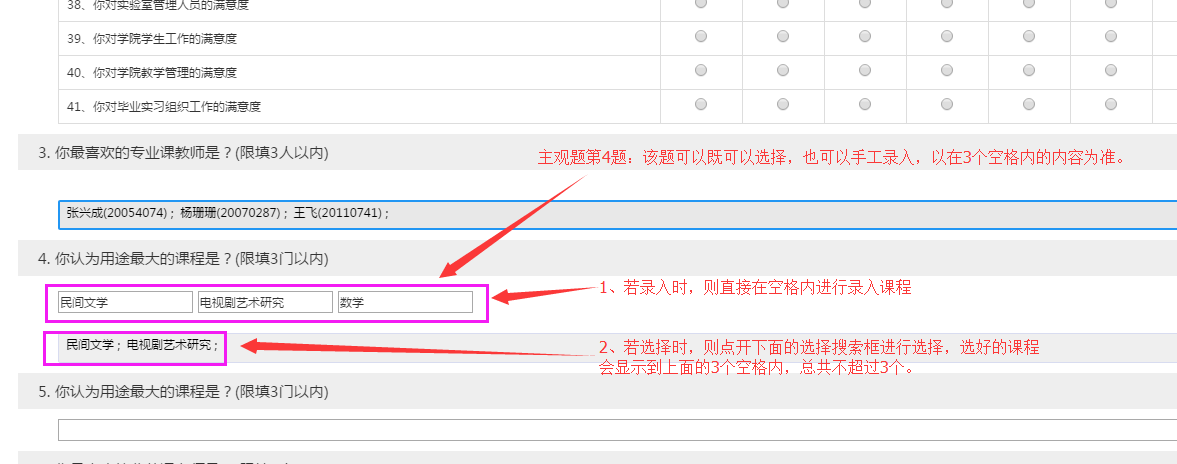 38、你对实验室管理人员的满意度
39、你对学院学生工作的满意度
40、你对学院教学管理的满意度
41、你对毕业实习组织工作的满意度
3. 你最喜欢的专业课教师是？(限填3人以内)
主观题第4题：该题可以既可以选择，也可以手工录入，以在3个空格内的内容为准。
张兴成(20054074)； 杨珊珊(20070287)； 王飞(20110741)；
4. 你认为用途最大的课程是？(限填3门以内)
1、若录入时，则直接在空格内进行录入课程
民间文学 电视剧艺术研究 数学
民间文学； 电视剧艺术研究；
2、若选择时，则点开下面的选择搜索框进行选择，选好的课程
会显示到上面的3个空格内，总共不超过3个。
5. 你认为用途最大的课程是？(限填3门以内)